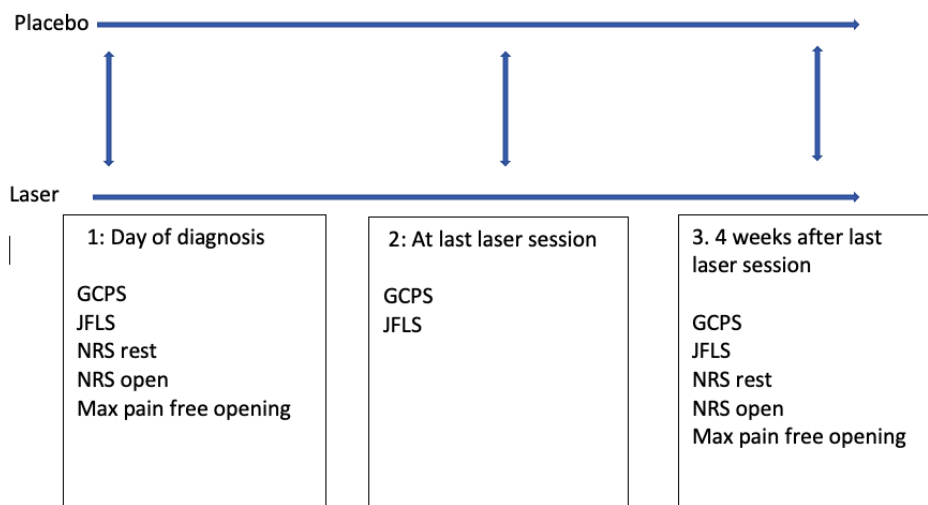 Placebo
Laser
1: Day of diagnosis
GCPS
JFLS
NRS rest
NRS open
Max pain free opening
2: At last laser session
GCPS
JFLS
3. 4 weeks after last
laser session
GCPS
JFLS
NRS rest
NRS open
Max pain free opening